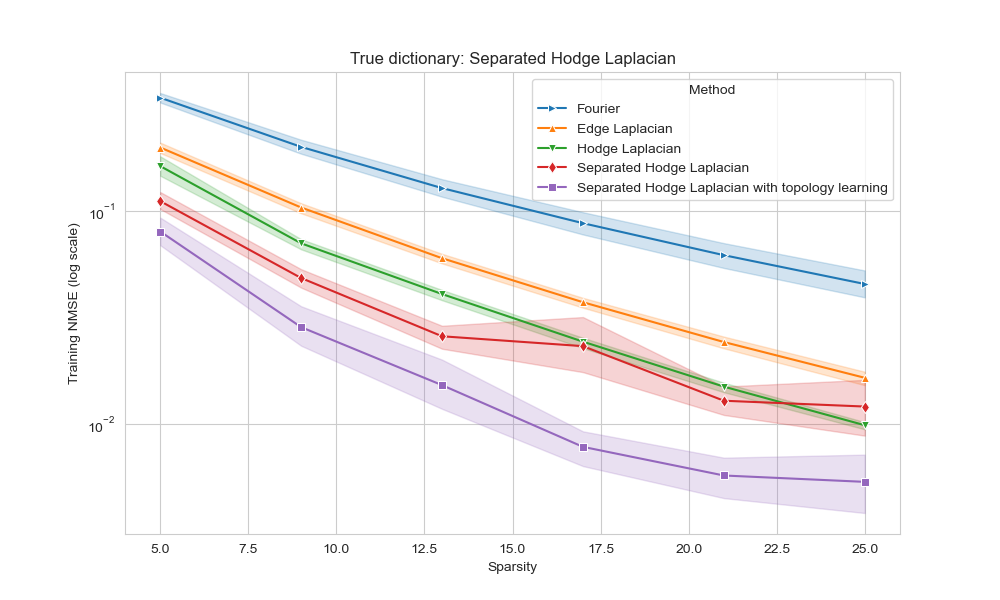 True dictionary: Separated Hodge Laplacian
Method
Fourier
Edge Laplacian
Hodge Laplacian
Separated Hodge Laplacian
Separated Hodge Laplacian with topology learning
Training NMSE (log scale)
10⁻¹
10⁻²
5.0 7.5 10.0 12.5 15.0 17.5 20.0 22.5 25.0
Sparsity